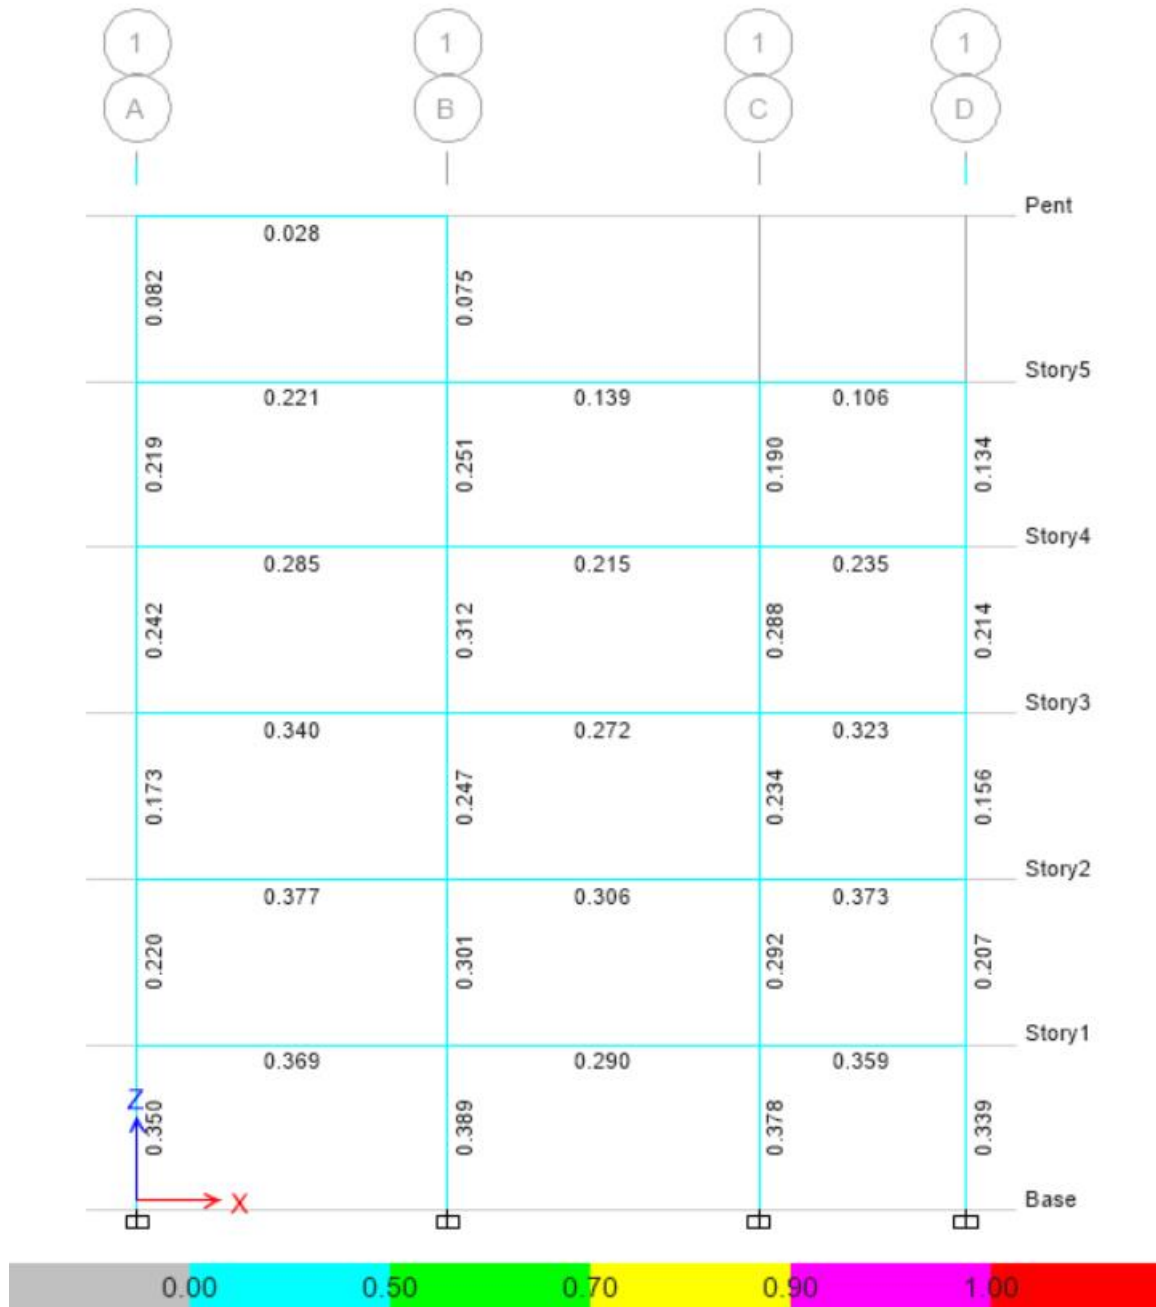 1 1 1 1
A B C D
Pent
0.028
0.082 0.075
Story5
0.221 0.139 0.106
0.219 0.251 0.190 0.134
Story4
0.285 0.215 0.235
0.242 0.312 0.288 0.214
Story3
0.340 0.272 0.323
0.173 0.247 0.234 0.156
Story2
0.377 0.306 0.373
0.220 0.301 0.292 0.207
Story1
0.369 0.290 0.359
Z
0.350 0.389 0.378 0.339
X
Base
0.00 0.50 0.70 0.90 1.00